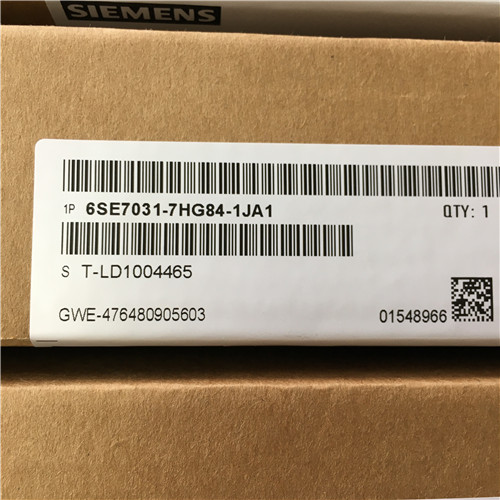 SIEMENS
1P 6SE7031-7HG84-1JA1 QTY: 1
S T-LD1004465
GWE-476480905603 01548966